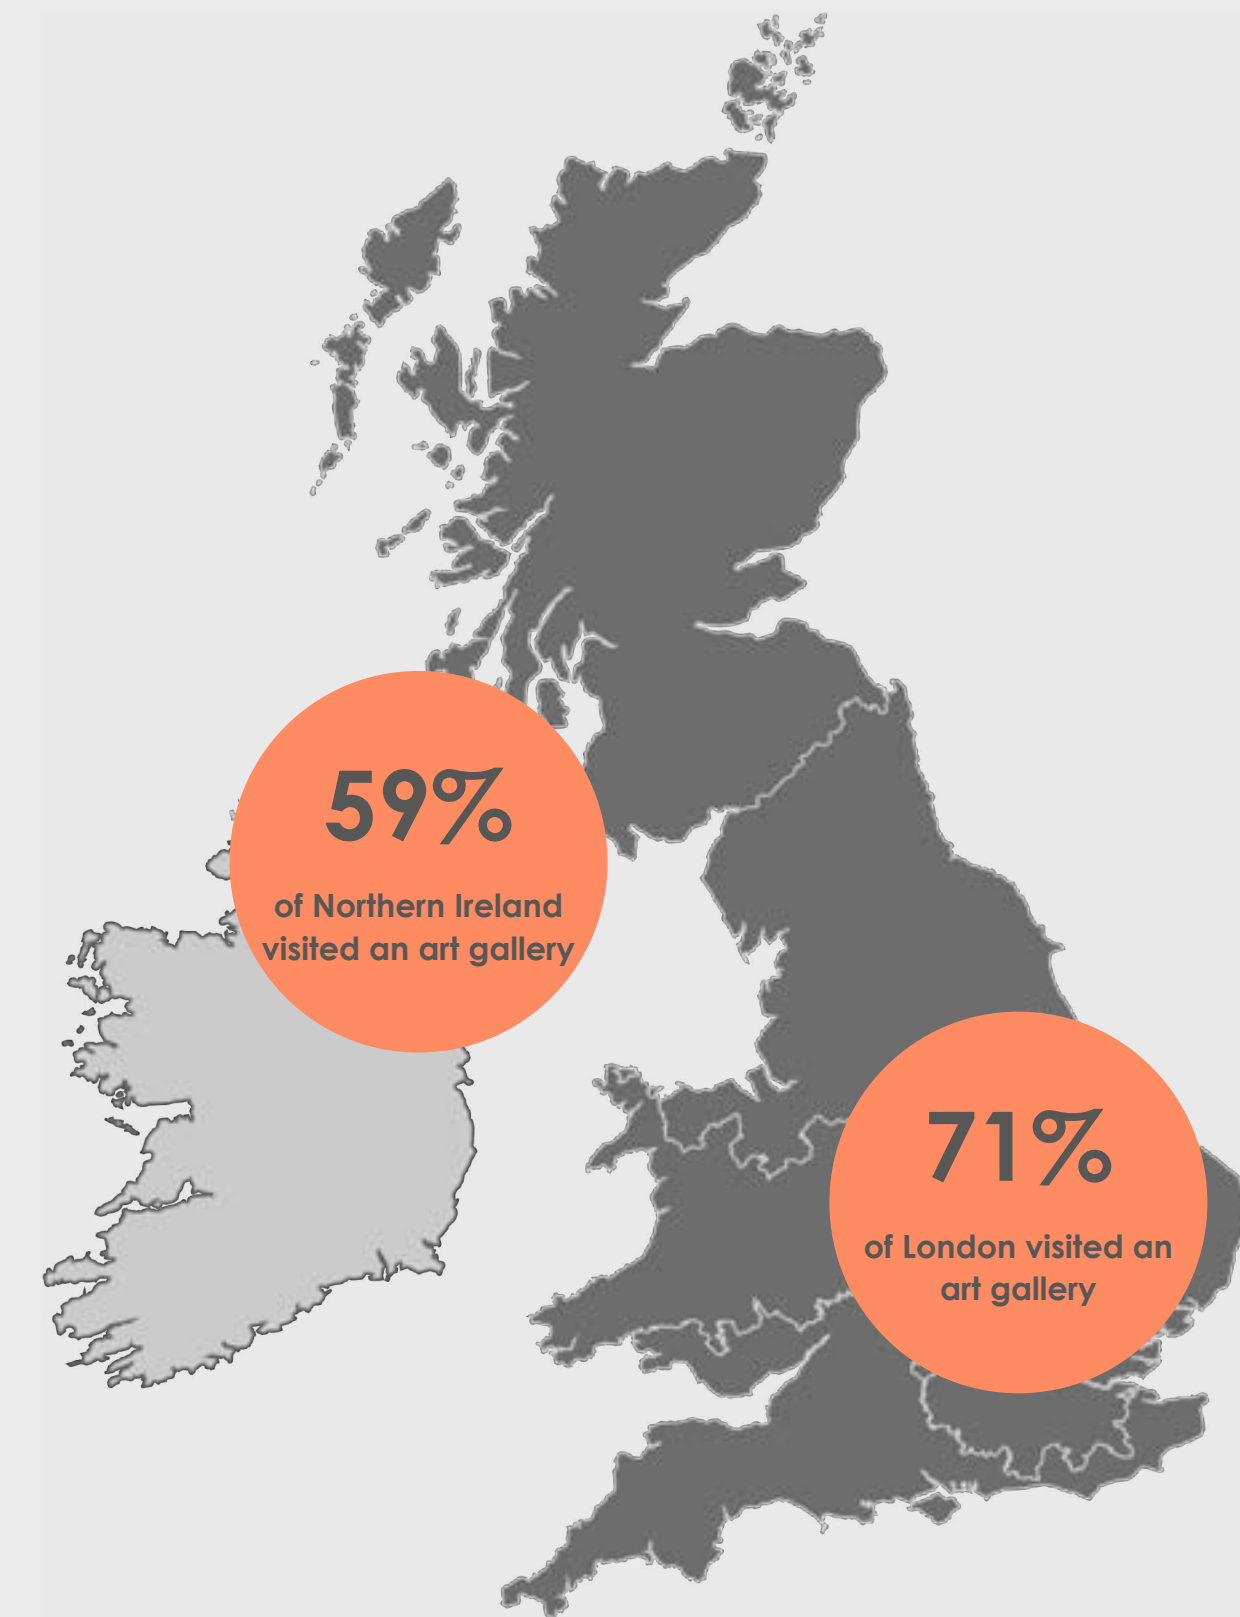 59%
of Northern Ireland
visited an art gallery
71%
of London visited an
art gallery